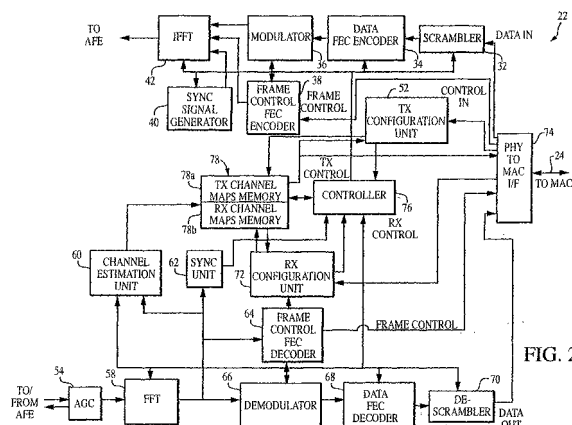 TO
AFE
IFFT
42
MODULATOR
36
DATA
FEC ENCODER
34
SCRAMBLER
32
DATA IN
22
SYNC
SIGNAL
GENERATOR
40
FRAME
CONTROL
FEC
ENCODER
38
FRAME
CONTROL
52
TX
CONFIGURATION
UNIT
CONTROL
IN
74
PHY
TO
MAC
I/F
24
TO MAC
78
78a
TX CHANNEL
MAPS MEMORY
RX CHANNEL
MAPS MEMORY
78b
TX
CONTROL
CONTROLLER
76
RX
CONTROL
60
CHANNEL
ESTIMATION
UNIT
62
SYNC
UNIT
72
RX
CONFIGURATION
UNIT
64
FRAME
CONTROL
FEC
DECODER
FRAME CONTROL
FIG. 2
TO/
FROM AFE
54
AGC
58
FFT
66
DEMODULATOR
68
DATA
FEC
DECODER
70
DE-
SCRAMBLER
DATA
OUT